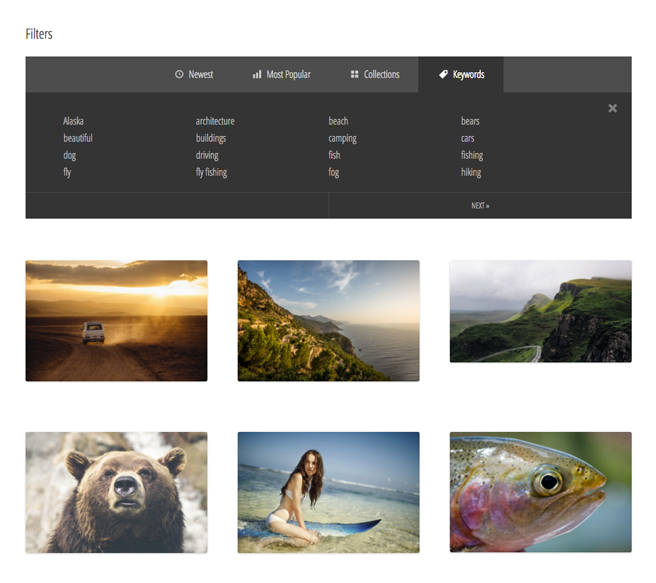 Filters
Newest Most Popular Collections Keywords
Alaska architecture beach bears
beautiful buildings camping cars
dog driving fish fishing
fly fly fishing fog hiking
NEXT »